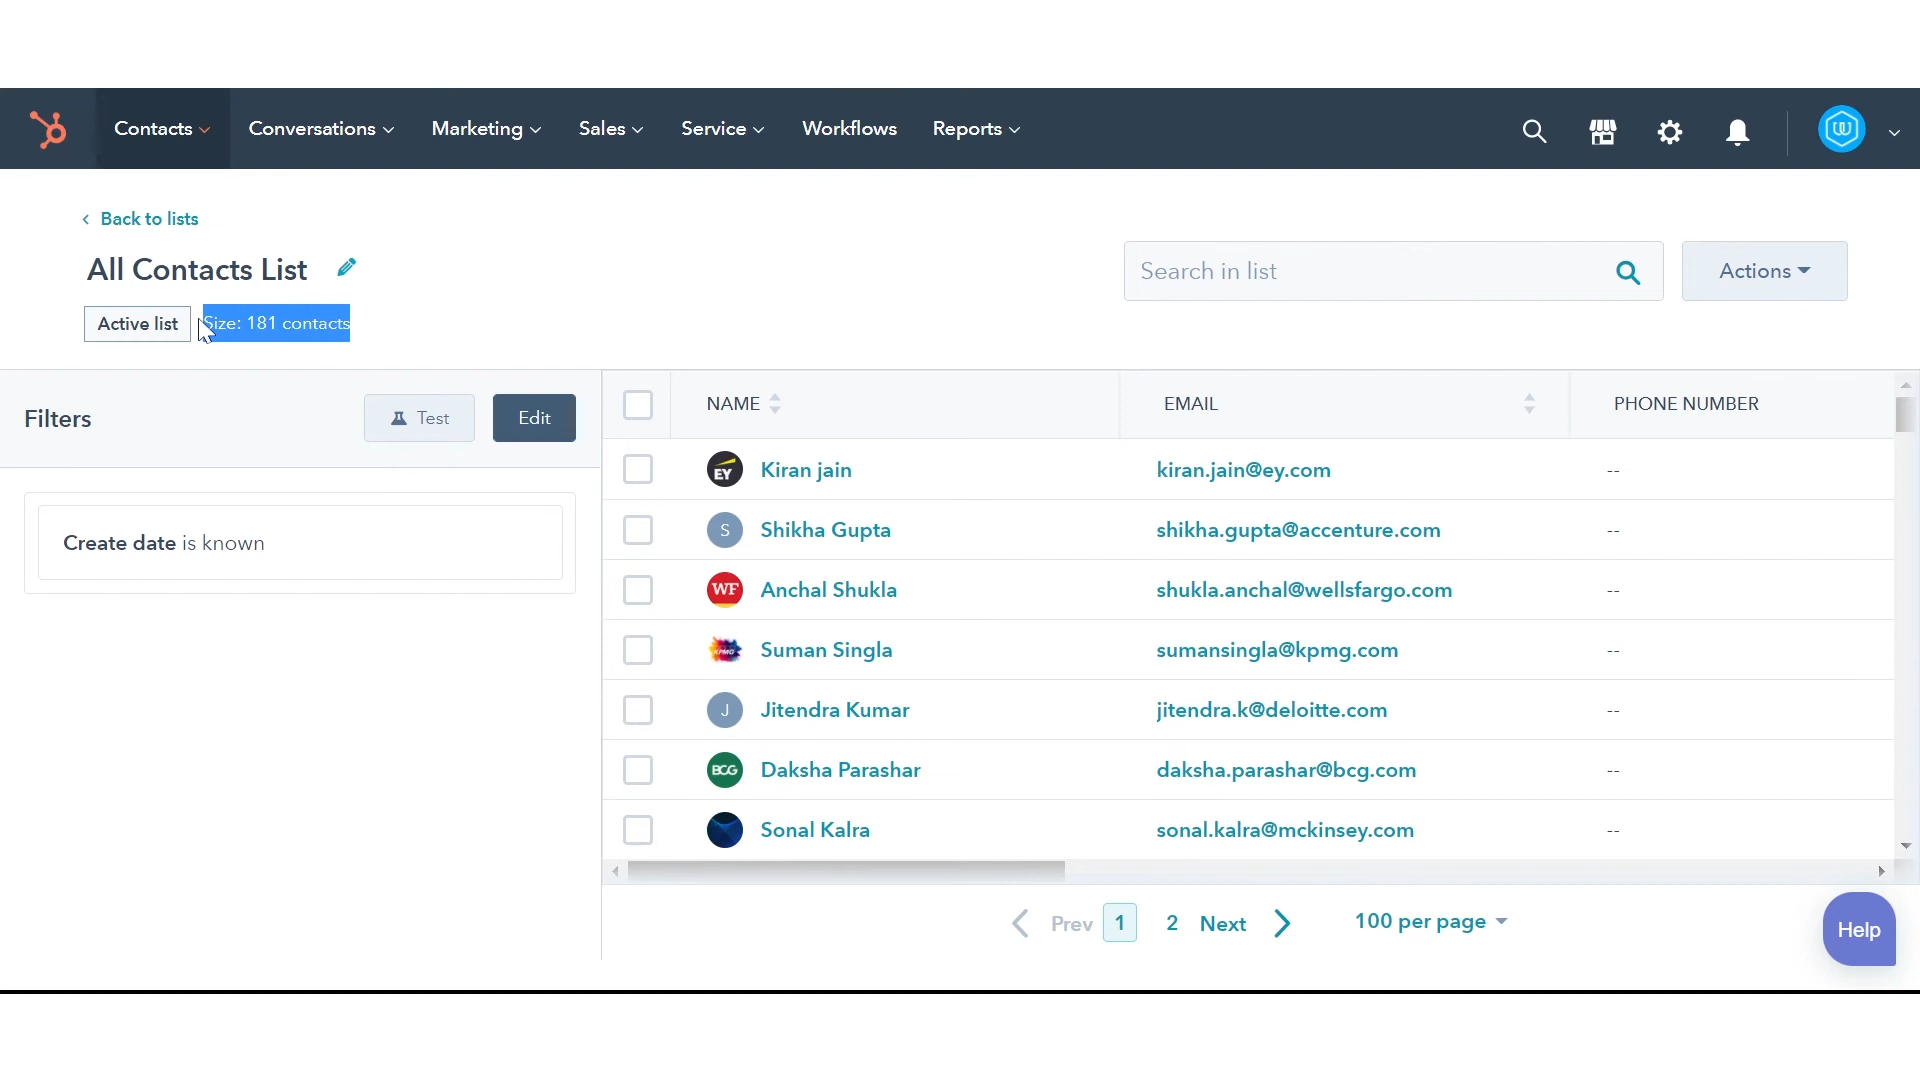 Contacts Conversations Marketing Sales Service Workflows Reports
Back to lists
All Contacts List
Search in list
Actions
Active list Size: 181 contacts
Filters Test Edit
NAME EMAIL PHONE NUMBER
Create date is known
EY Kiran jain kiran.jain@ey.com --
S Shikha Gupta shikha.gupta@accenture.com --
WF Anchal Shukla shukla.anchal@wellsfargo.com --
KPMG Suman Singla sumansingla@kpmg.com --
J Jitendra Kumar jitendra.k@deloitte.com --
BCG Daksha Parashar daksha.parashar@bcg.com --
Sonal Kalra sonal.kalra@mckinsey.com --
Prev 1 2 Next 100 per page
Help